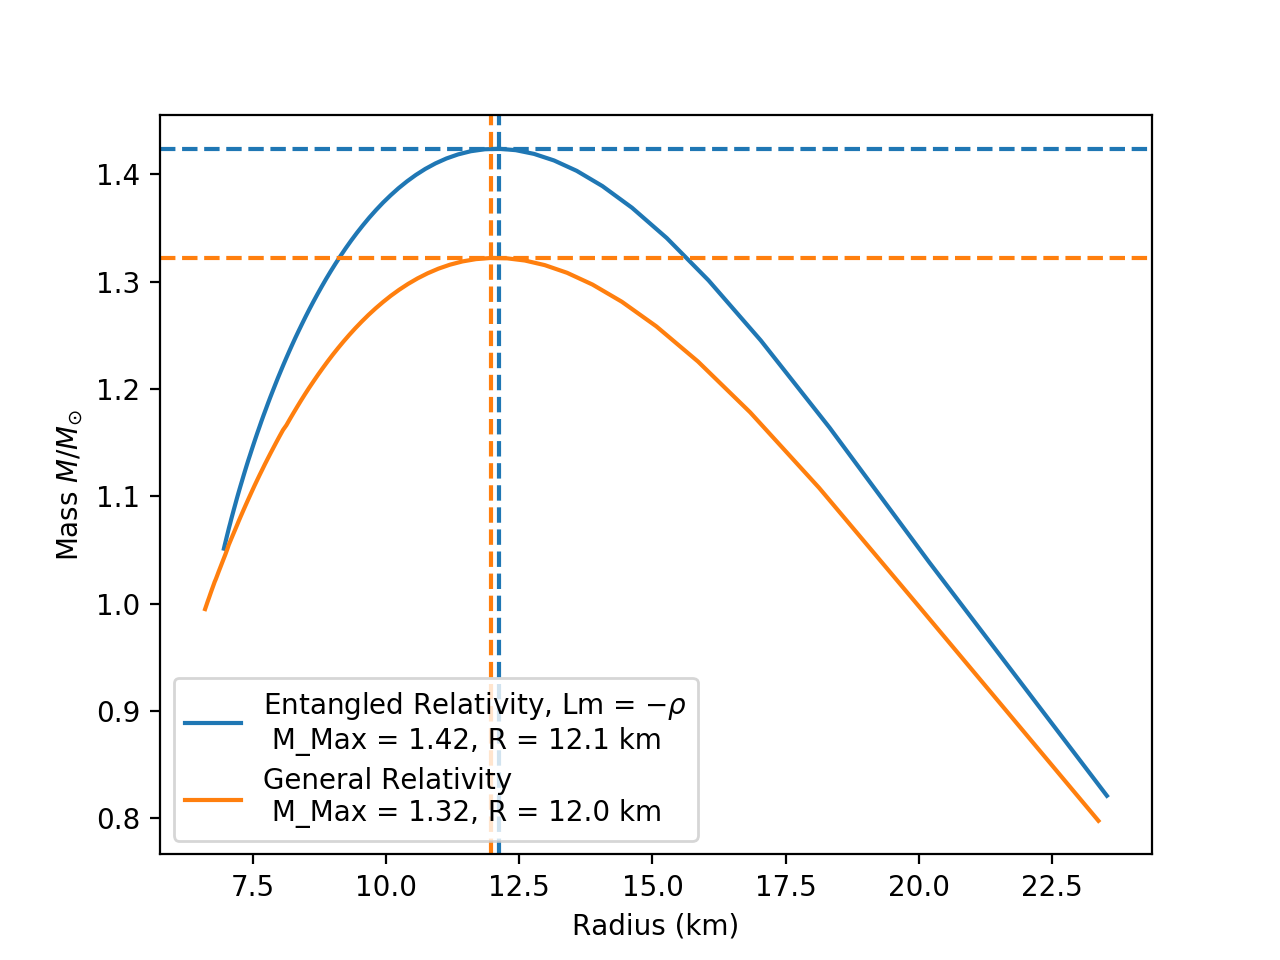 1.4
1.3
1.2
1.1
1.0
0.9
0.8
Mass M/M☉
Entangled Relativity, Lm = −ρ
M_Max = 1.42, R = 12.1 km
General Relativity
M_Max = 1.32, R = 12.0 km
7.5 10.0 12.5 15.0 17.5 20.0 22.5
Radius (km)